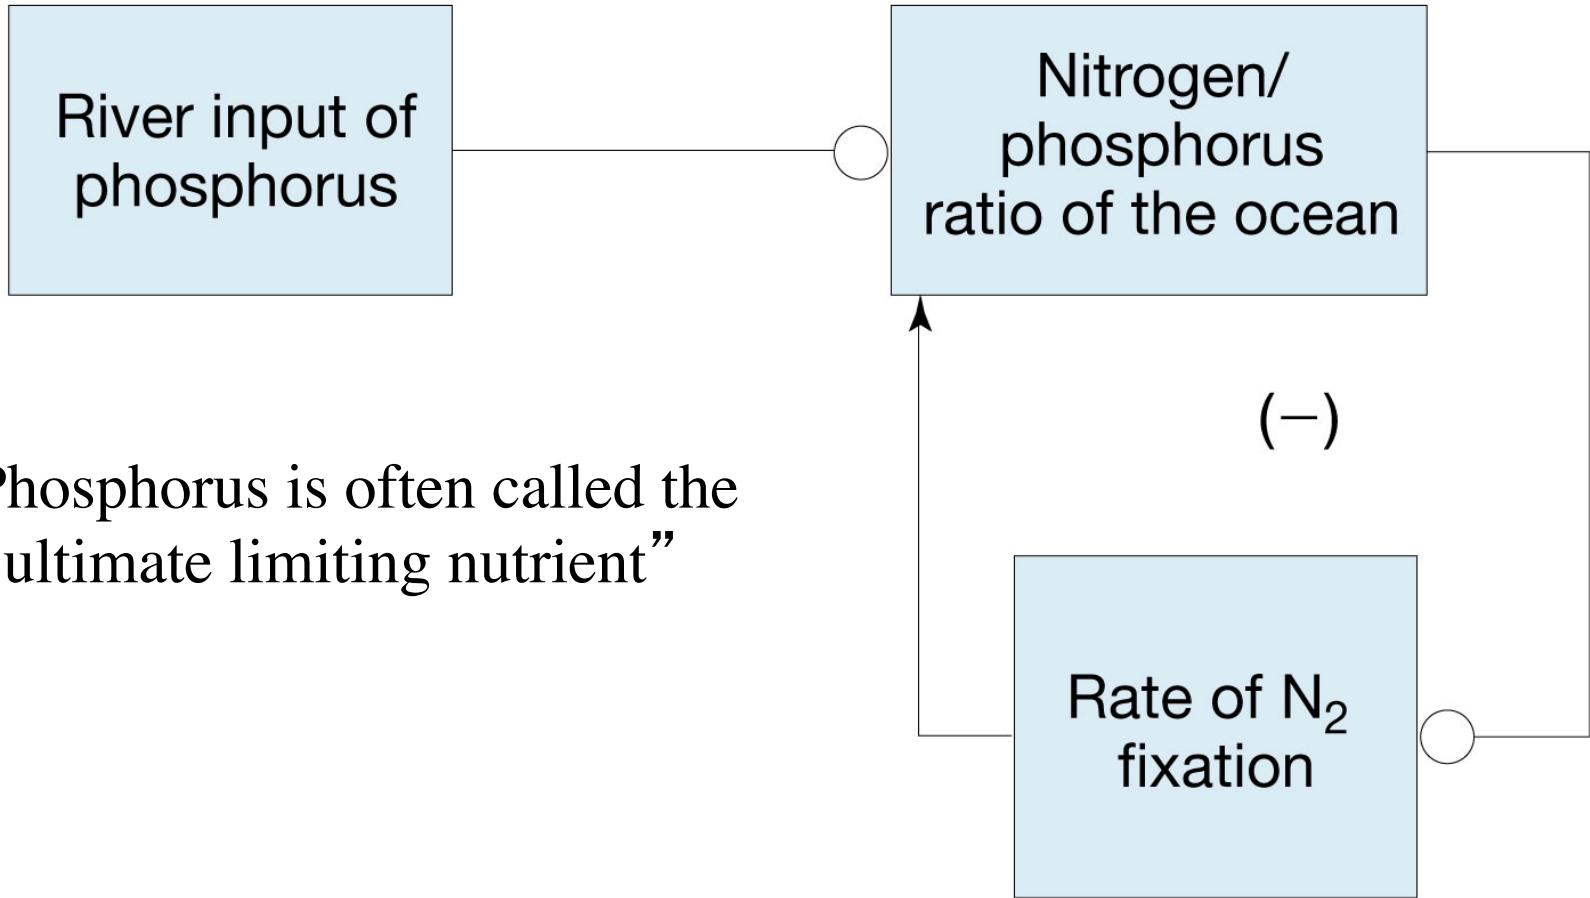 River input of
phosphorus
Nitrogen/
phosphorus
ratio of the ocean
(−)
Phosphorus is often called the
ultimate limiting nutrient”
Rate of N₂
fixation